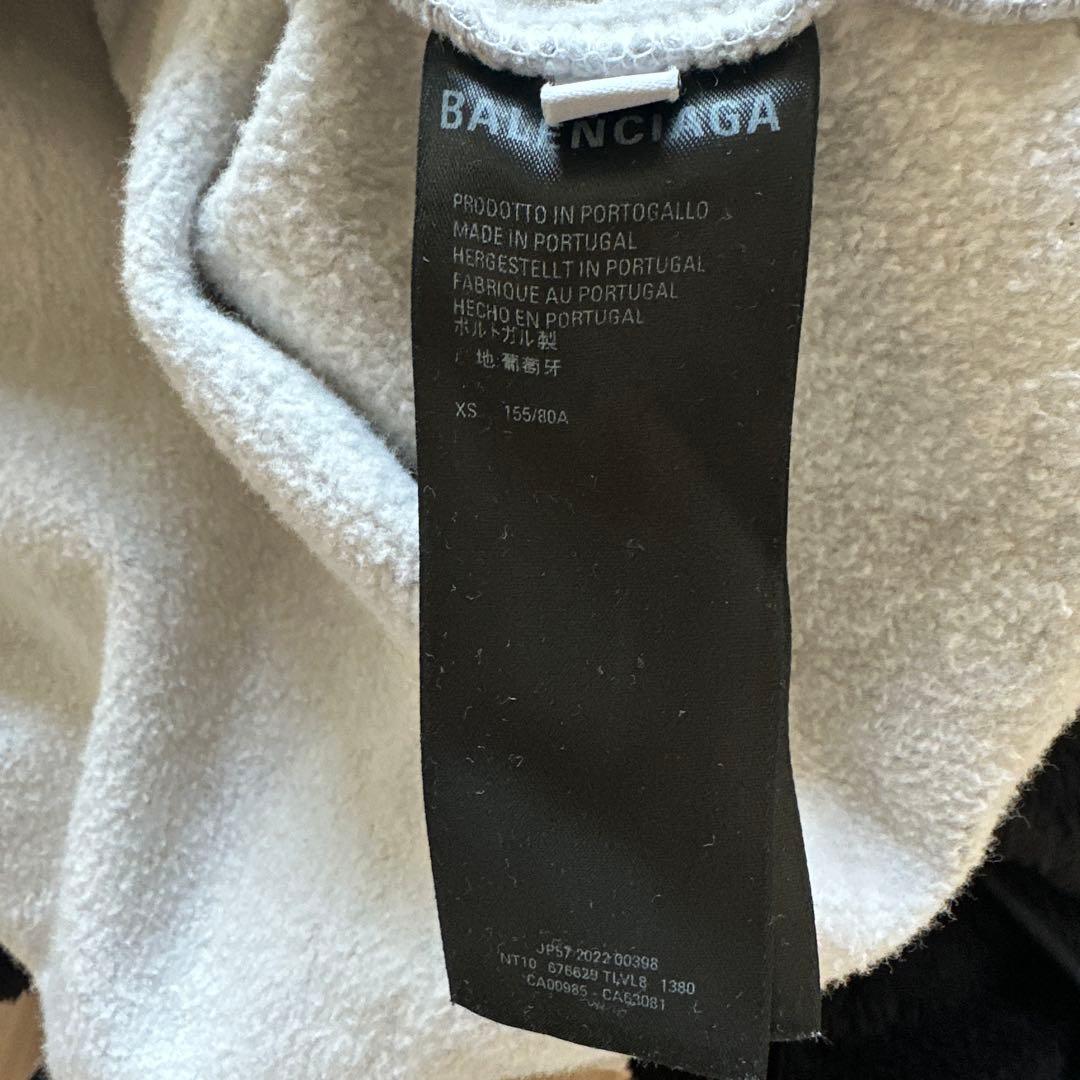 BALENCIAGA
PRODOTTO IN PORTOGALLO
MADE IN PORTUGAL
HERGESTELLT IN PORTUGAL
FABRIQUE AU PORTUGAL
HECHO EN PORTUGAL
ポルトガル製
地:葡萄牙
XS 155/80A
JP57 2022 00398
NT10 676629 TLVL8 1380
CA00985 - CA63081